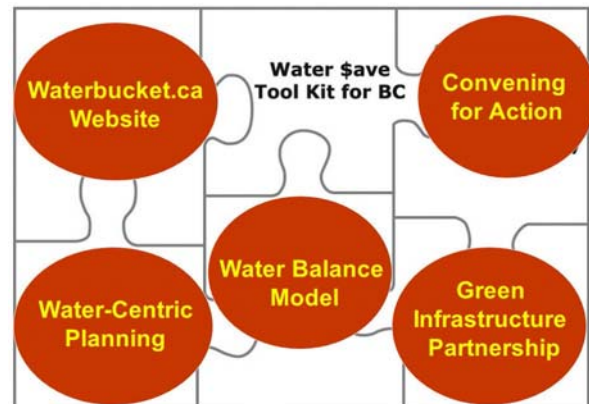 Waterbucket.ca
Website
Water $ave
Tool Kit for BC
Convening
for Action
Water-Centric
Planning
Water Balance
Model
Green
Infrastructure
Partnership